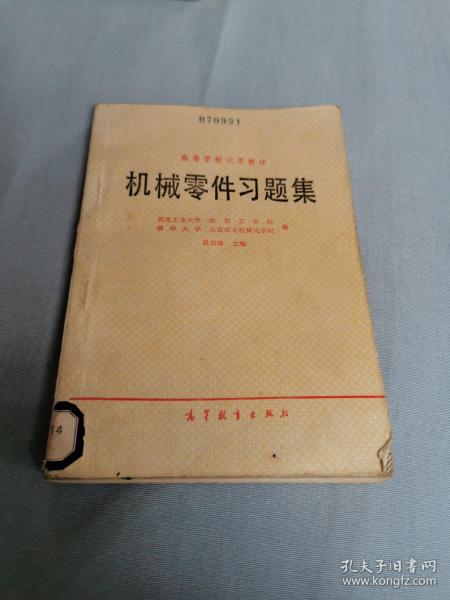 070951
高等学校试用教材
机械零件习题集
西北工业大学 山东工学院
清华大学 北京农业机械化学院
编
吴宗泽 主编
高等教育出版社
孔夫子旧书网
www.kongfz.com